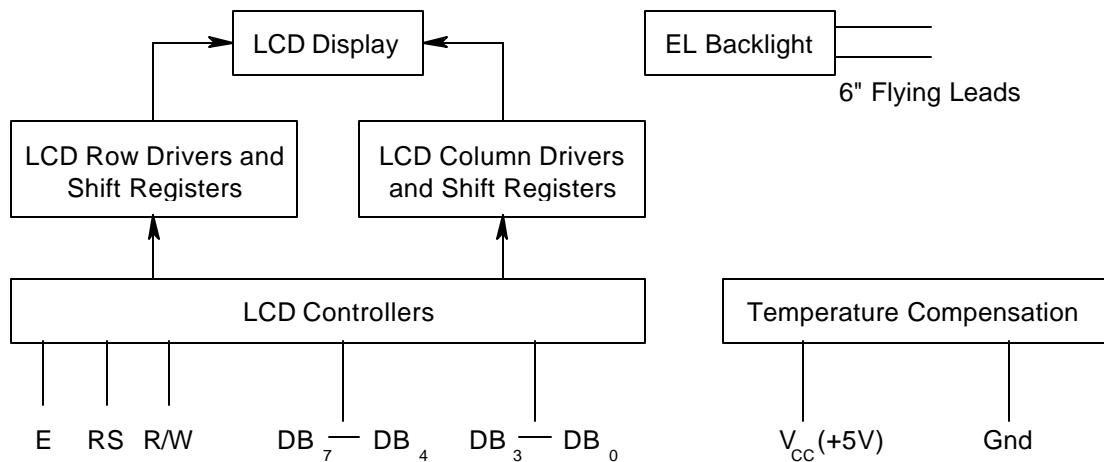 LCD Display
EL Backlight
6" Flying Leads
LCD Row Drivers and
Shift Registers
LCD Column Drivers
and Shift Registers
LCD Controllers
Temperature Compensation
E RS R/W DB7 — DB4 DB3 — DB0 VCC (+5V) Gnd